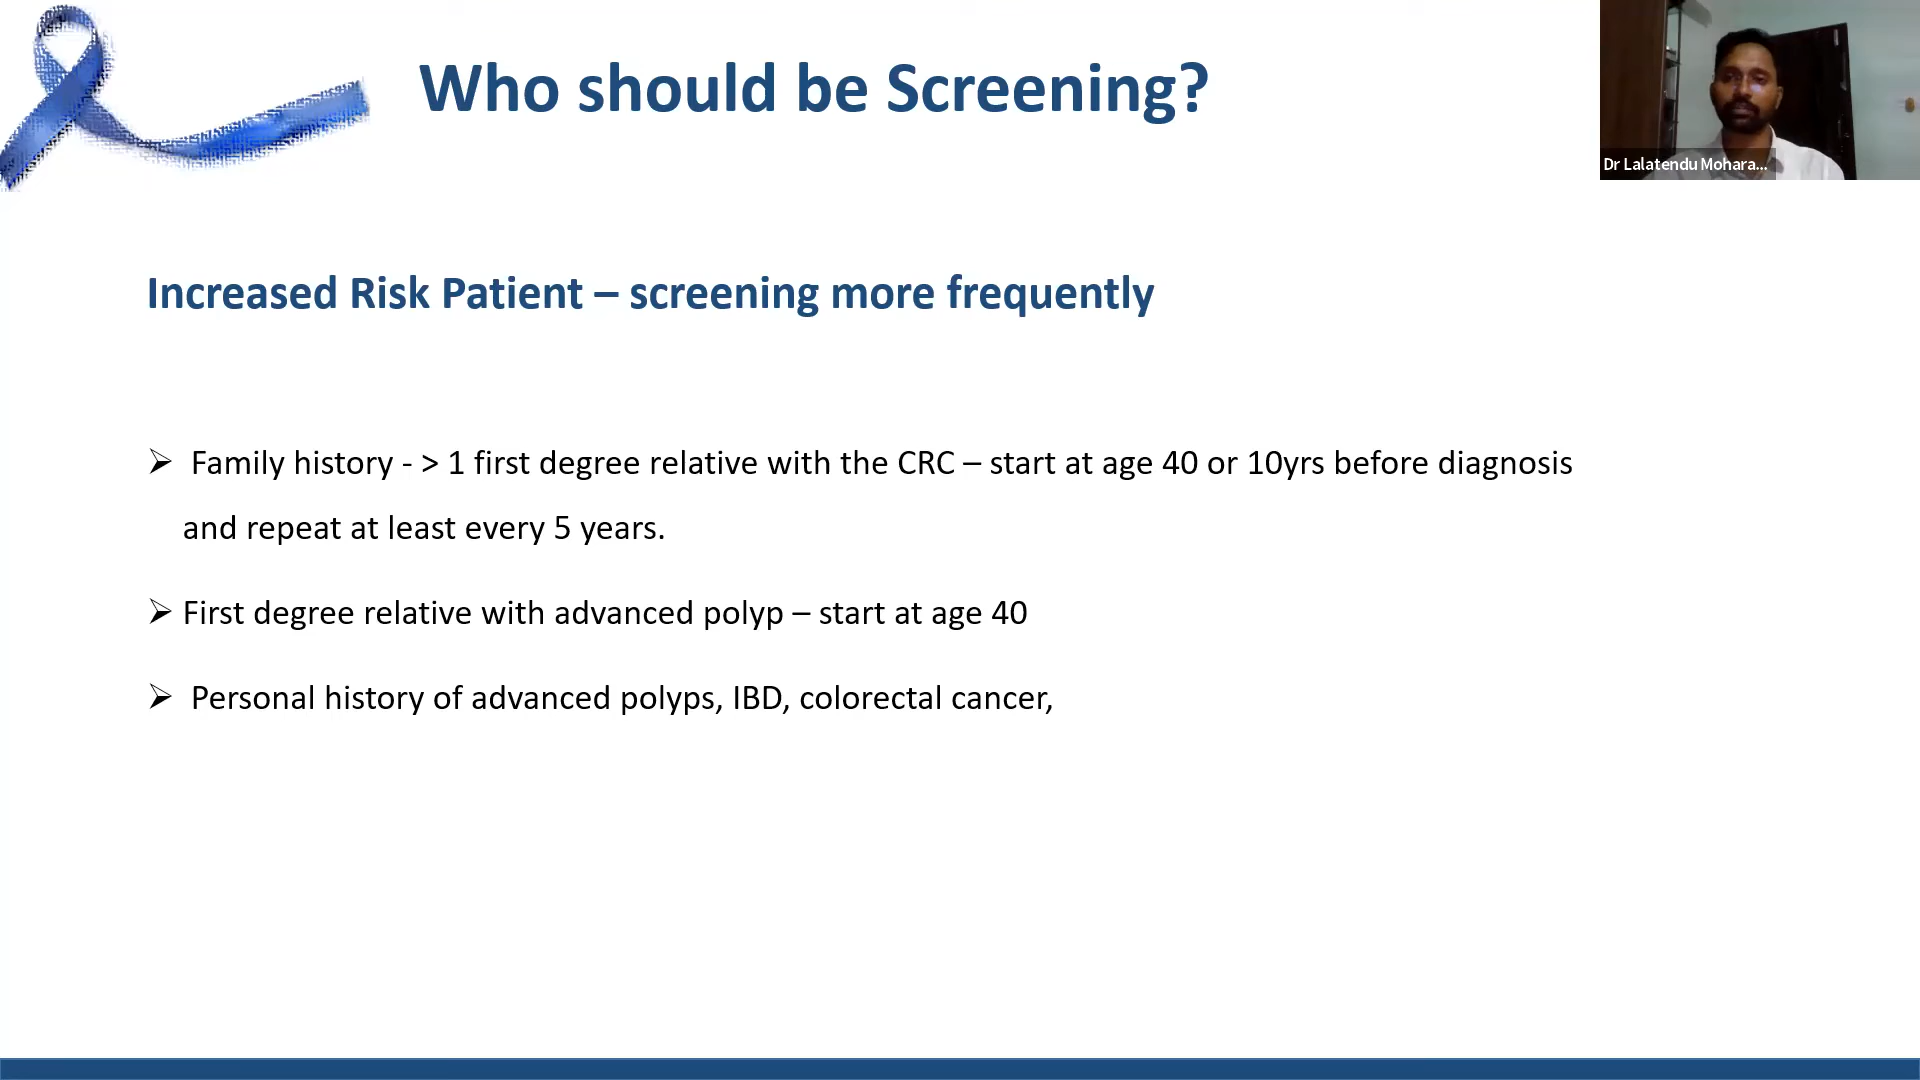 Who should be Screening?
Dr Lalatendu Mohara...
Increased Risk Patient – screening more frequently
➢ Family history - > 1 first degree relative with the CRC – start at age 40 or 10yrs before diagnosis
and repeat at least every 5 years.
➢ First degree relative with advanced polyp – start at age 40
➢ Personal history of advanced polyps, IBD, colorectal cancer,